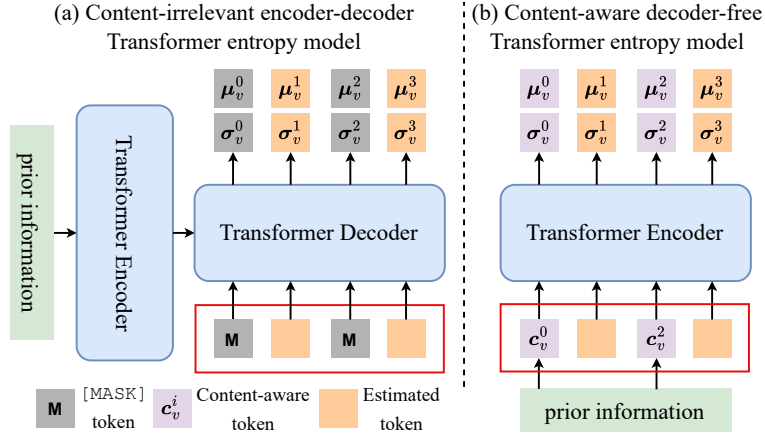 (a) Content-irrelevant encoder-decoder
Transformer entropy model
μ_v^0 μ_v^1 μ_v^2 μ_v^3
σ_v^0 σ_v^1 σ_v^2 σ_v^3
prior information
Transformer Encoder
Transformer Decoder
M M
(b) Content-aware decoder-free
Transformer entropy model
μ_v^0 μ_v^1 μ_v^2 μ_v^3
σ_v^0 σ_v^1 σ_v^2 σ_v^3
Transformer Encoder
c_v^0 c_v^2
prior information
M [MASK]
token
c_v^i Content-aware
token
Estimated
token